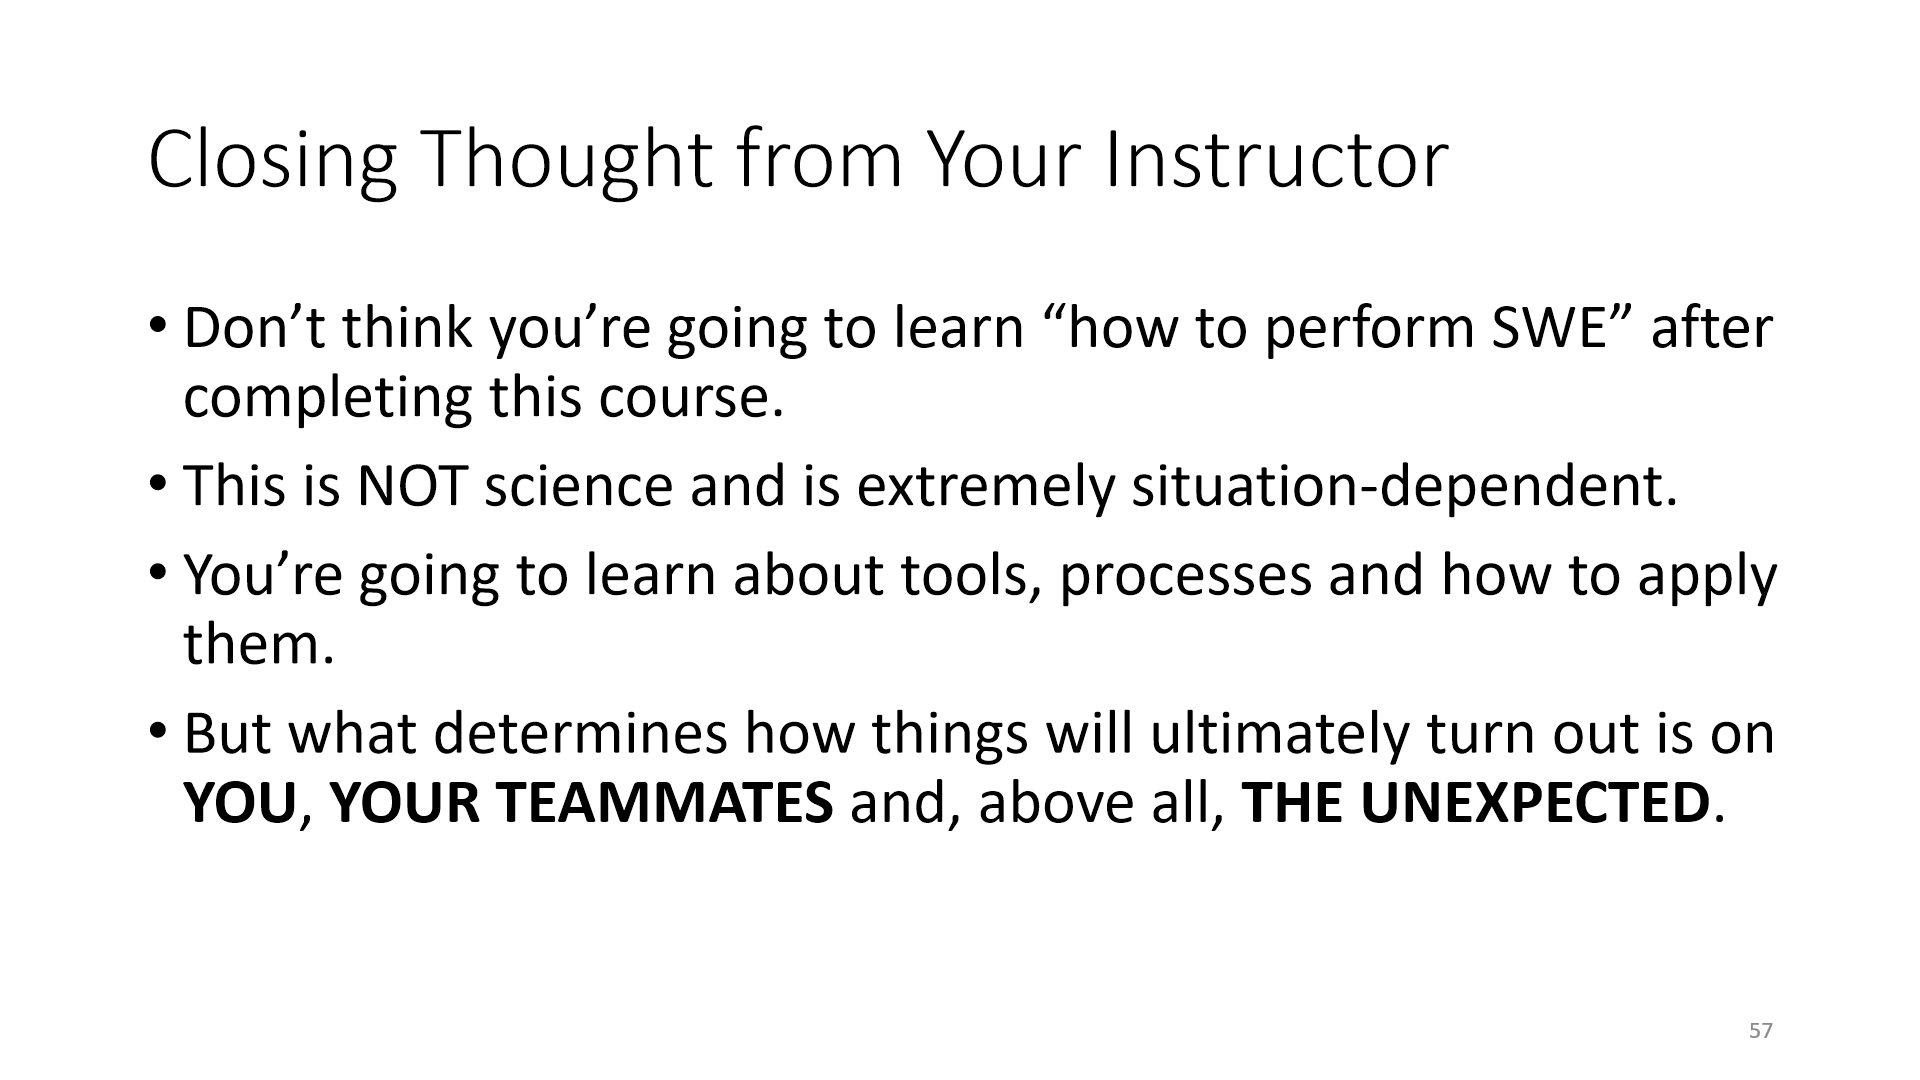 Closing Thought from Your Instructor
• Don’t think you’re going to learn “how to perform SWE” after
completing this course.
• This is NOT science and is extremely situation-dependent.
• You’re going to learn about tools, processes and how to apply
them.
• But what determines how things will ultimately turn out is on
YOU, YOUR TEAMMATES and, above all, THE UNEXPECTED.
57